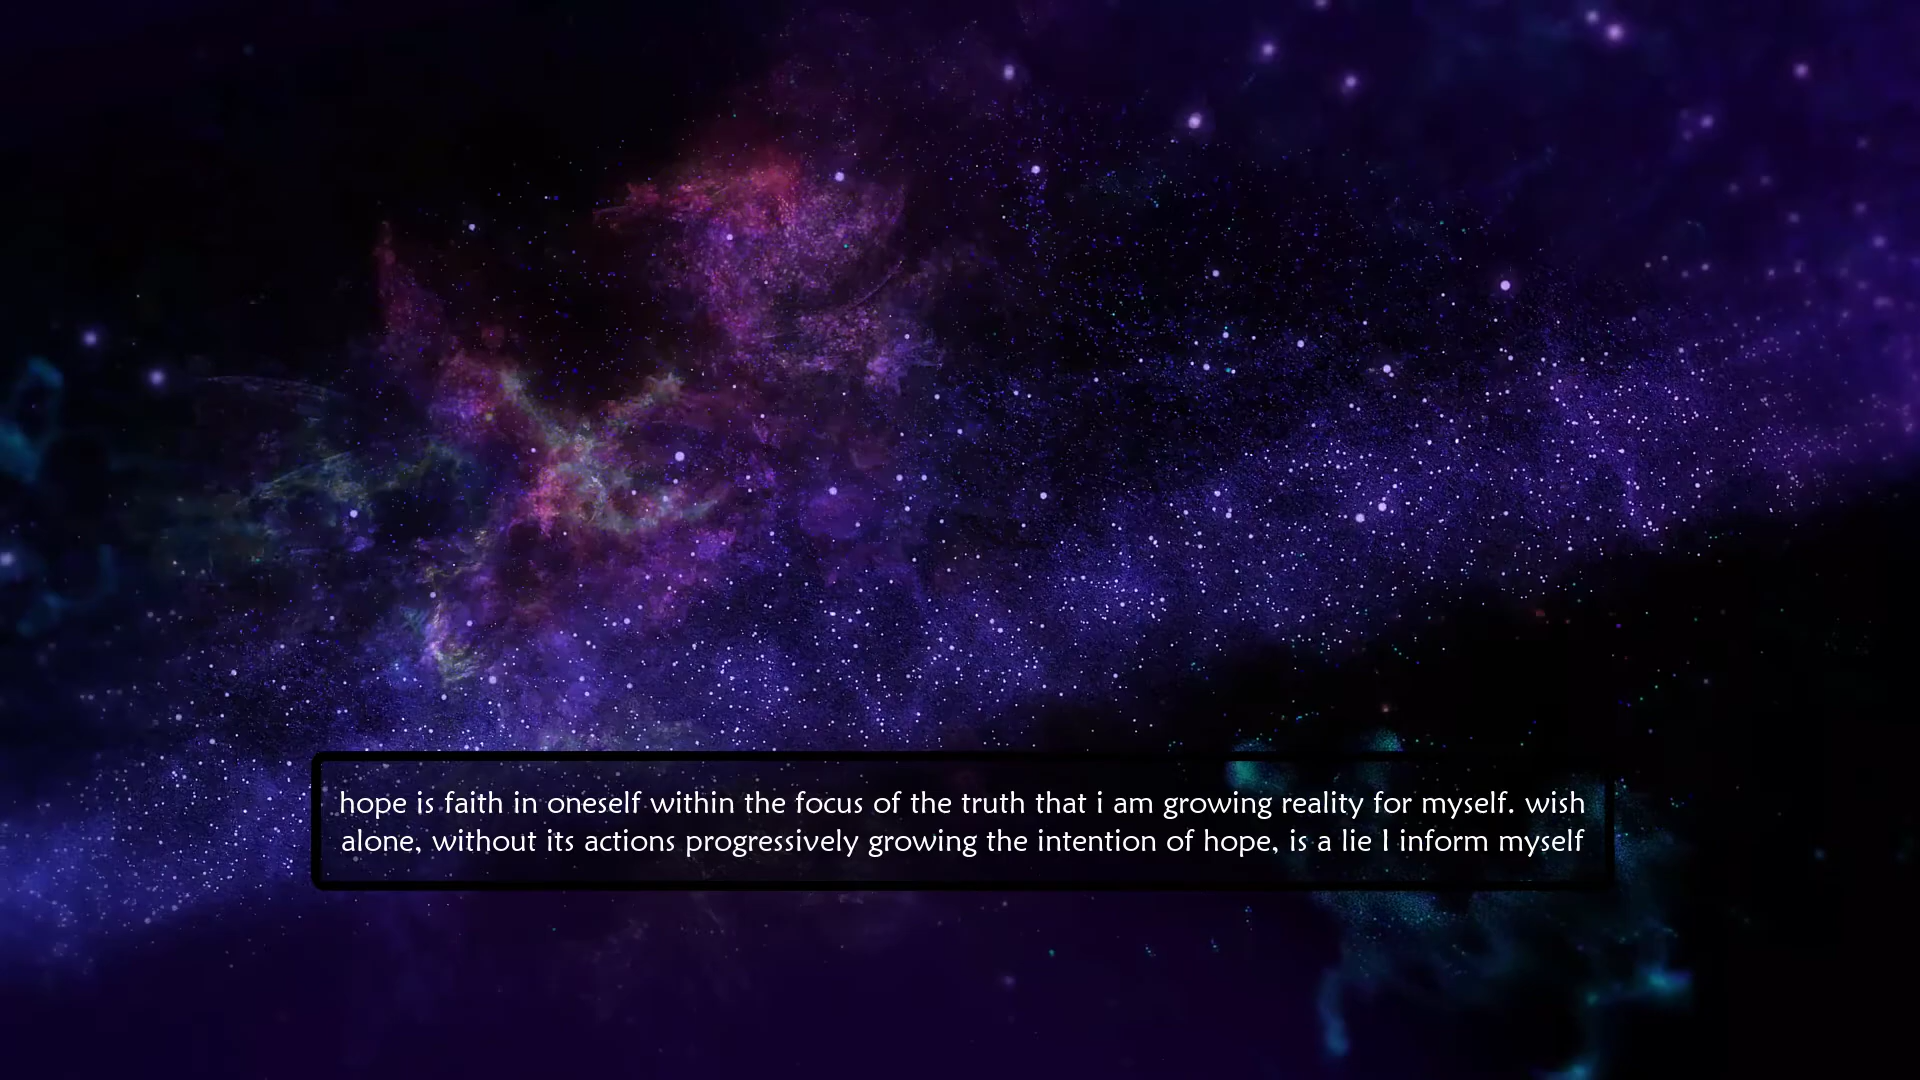 hope is faith in oneself within the focus of the truth that i am growing reality for myself. wish
alone, without its actions progressively growing the intention of hope, is a lie I inform myself